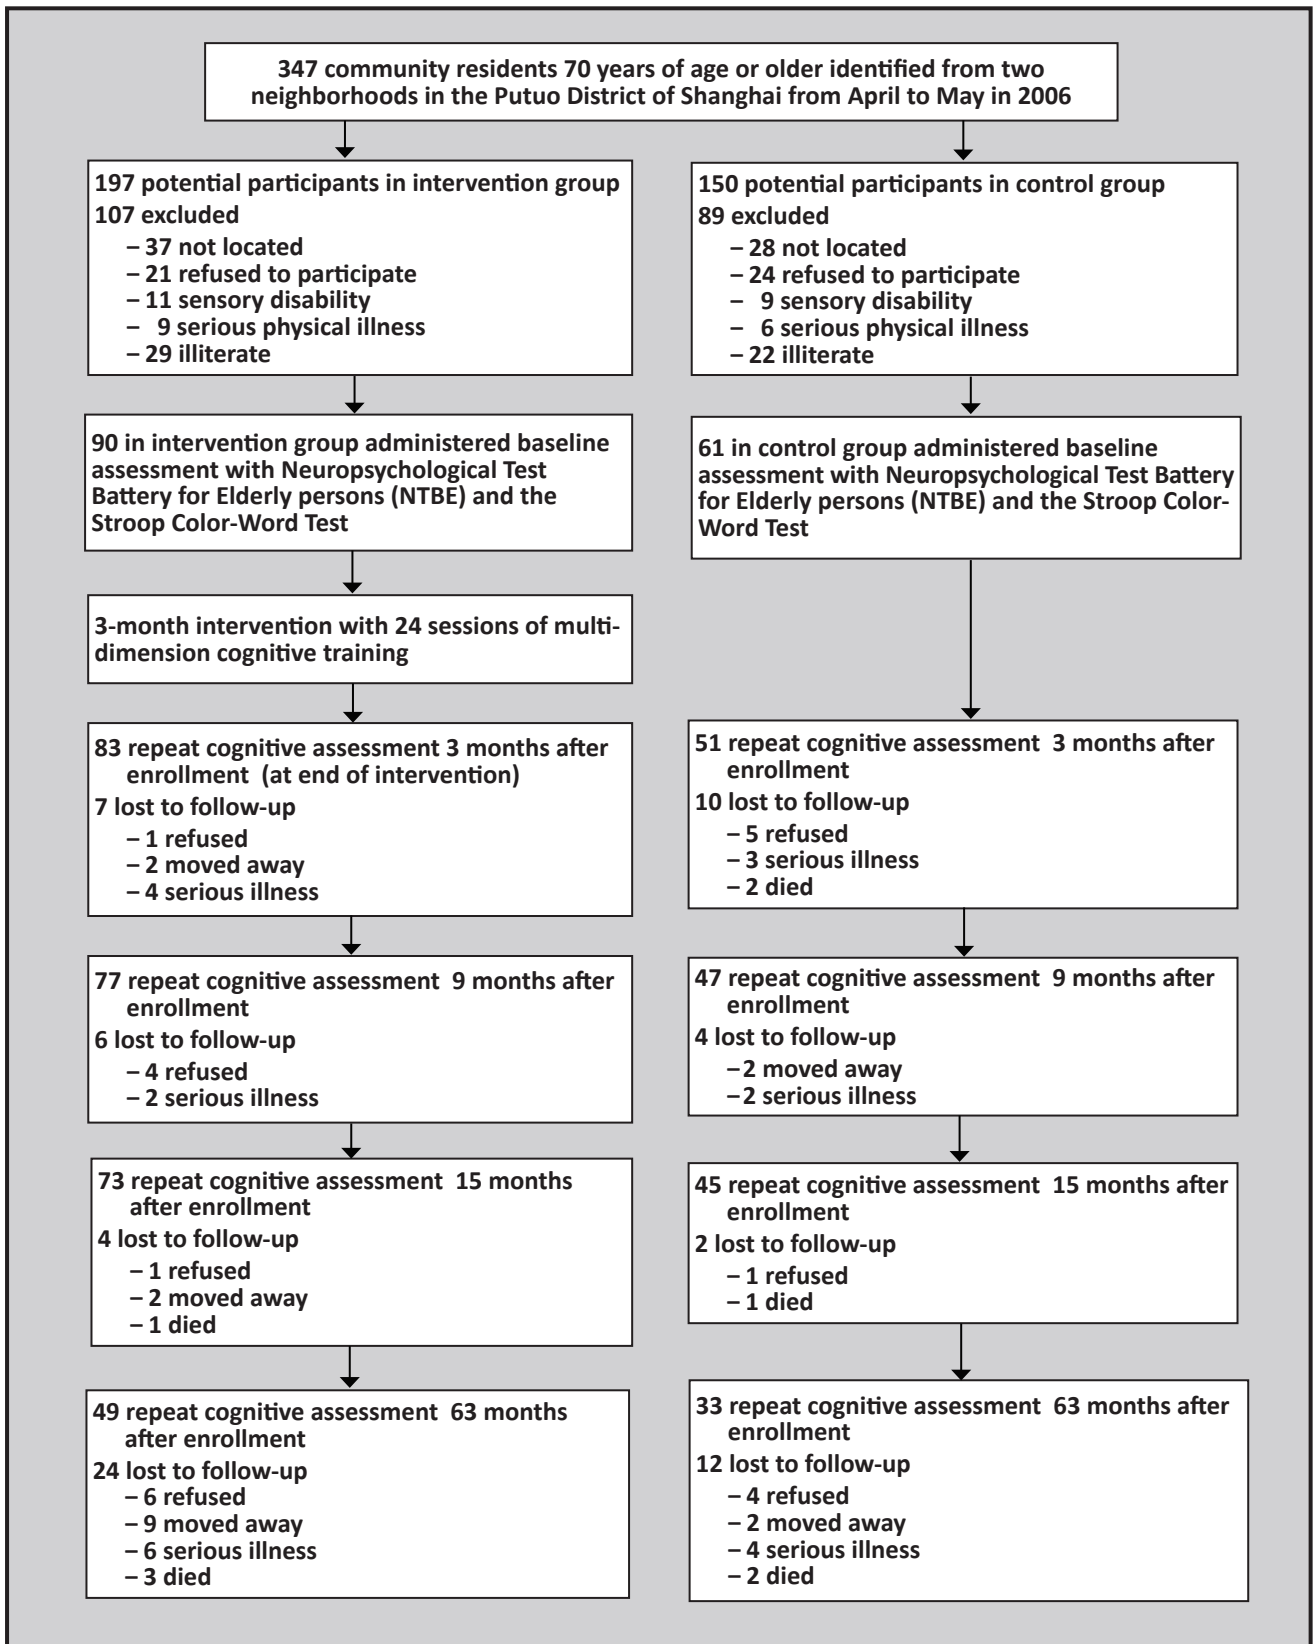 347 community residents 70 years of age or older identified from two
neighborhoods in the Putuo District of Shanghai from April to May in 2006
197 potential participants in intervention group
107 excluded
– 37 not located
– 21 refused to participate
– 11 sensory disability
– 9 serious physical illness
– 29 illiterate
150 potential participants in control group
89 excluded
– 28 not located
– 24 refused to participate
– 9 sensory disability
– 6 serious physical illness
– 22 illiterate
90 in intervention group administered baseline
assessment with Neuropsychological Test
Battery for Elderly persons (NTBE) and the
Stroop Color-Word Test
61 in control group administered baseline
assessment with Neuropsychological Test Battery
for Elderly persons (NTBE) and the Stroop Color-
Word Test
3-month intervention with 24 sessions of multi-
dimension cognitive training
83 repeat cognitive assessment 3 months after
enrollment (at end of intervention)
7 lost to follow-up
– 1 refused
– 2 moved away
– 4 serious illness
51 repeat cognitive assessment 3 months after
enrollment
10 lost to follow-up
– 5 refused
– 3 serious illness
– 2 died
77 repeat cognitive assessment 9 months after
enrollment
6 lost to follow-up
– 4 refused
– 2 serious illness
47 repeat cognitive assessment 9 months after
enrollment
4 lost to follow-up
– 2 moved away
– 2 serious illness
73 repeat cognitive assessment 15 months
after enrollment
4 lost to follow-up
– 1 refused
– 2 moved away
– 1 died
45 repeat cognitive assessment 15 months after
enrollment
2 lost to follow-up
– 1 refused
– 1 died
49 repeat cognitive assessment 63 months
after enrollment
24 lost to follow-up
– 6 refused
– 9 moved away
– 6 serious illness
– 3 died
33 repeat cognitive assessment 63 months after
enrollment
12 lost to follow-up
– 4 refused
– 2 moved away
– 4 serious illness
– 2 died